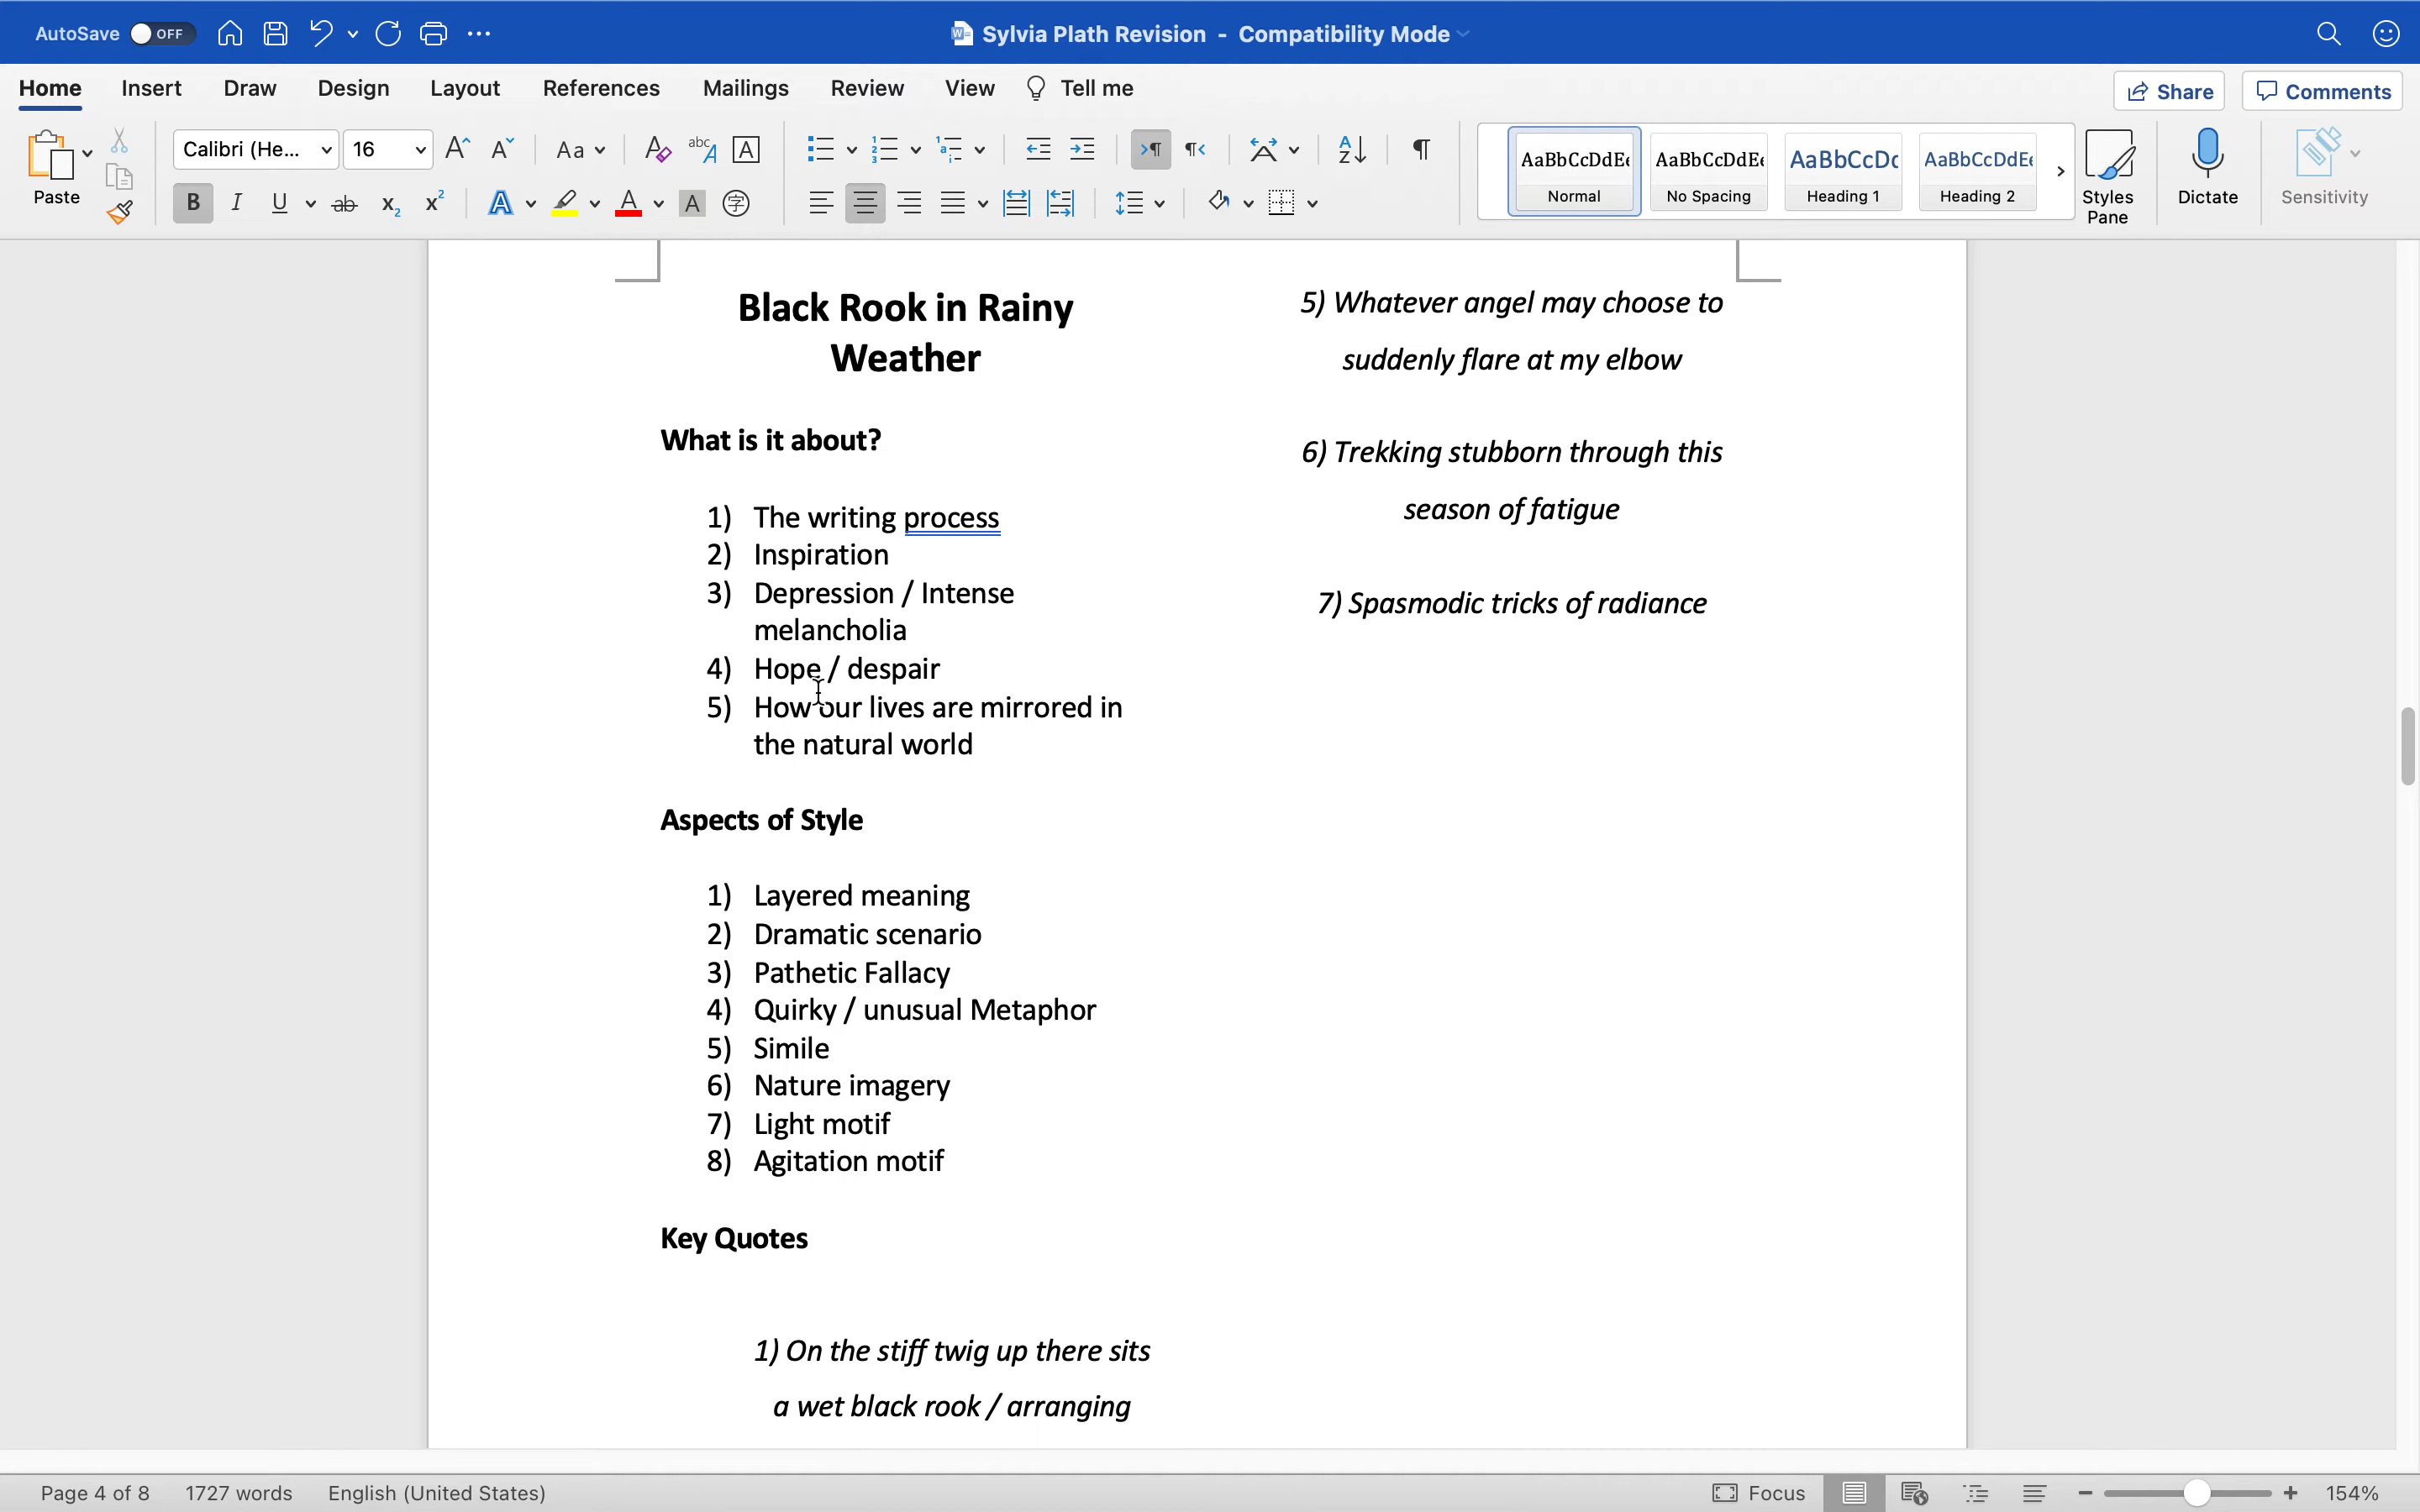 AutoSave OFF
Sylvia Plath Revision - Compatibility Mode
Home Insert Draw Design Layout References Mailings Review View Tell me
Share Comments
Paste
Calibri (He... 16
AaBbCcDdEe AaBbCcDdEe AaBbCcDc AaBbCcDdEe
Normal No Spacing Heading 1 Heading 2
Styles
Pane
Dictate
Sensitivity
Black Rook in Rainy
Weather
What is it about?
1) The writing process
2) Inspiration
3) Depression / Intense
melancholia
4) Hope / despair
5) How our lives are mirrored in
the natural world
Aspects of Style
1) Layered meaning
2) Dramatic scenario
3) Pathetic Fallacy
4) Quirky / unusual Metaphor
5) Simile
6) Nature imagery
7) Light motif
8) Agitation motif
Key Quotes
1) On the stiff twig up there sits
a wet black rook / arranging
5) Whatever angel may choose to
suddenly flare at my elbow
6) Trekking stubborn through this
season of fatigue
7) Spasmodic tricks of radiance
Page 4 of 8 1727 words English (United States)
Focus
154%